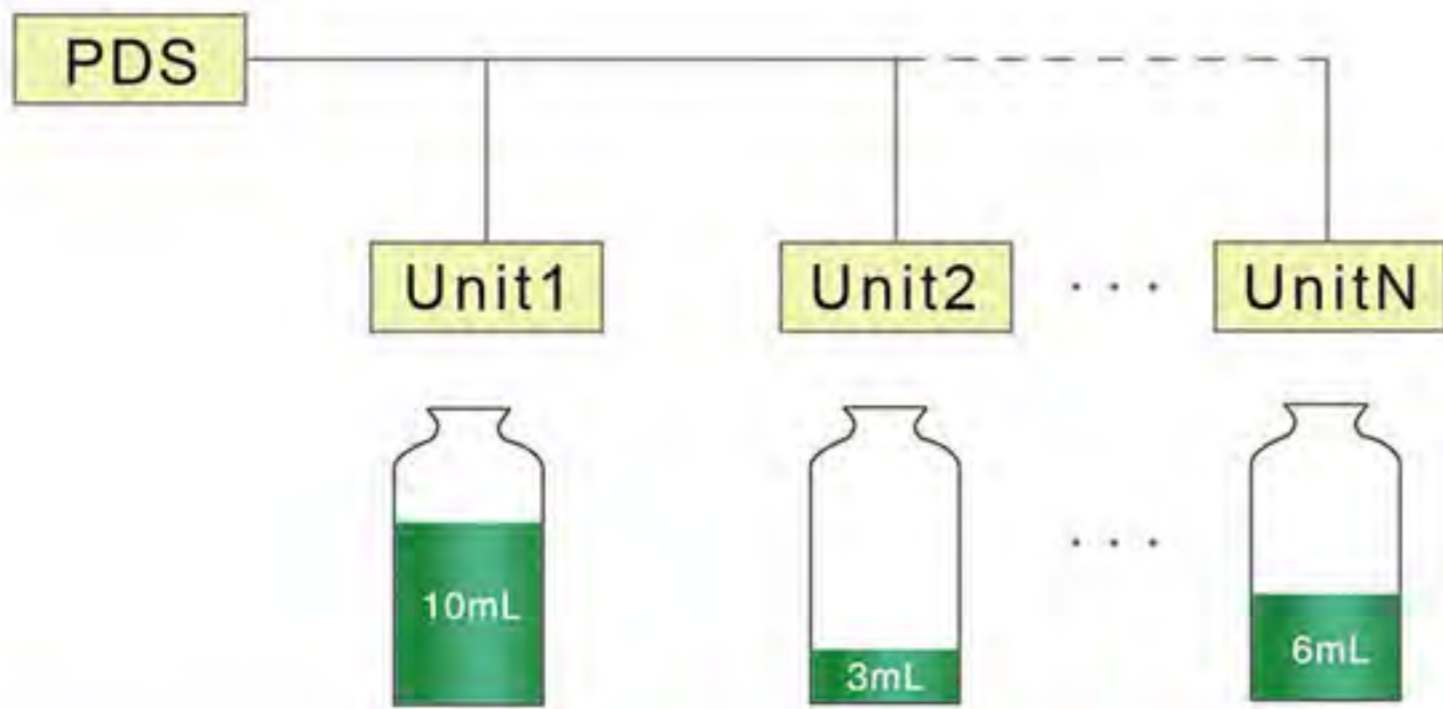 PDS
Unit1
Unit2
. . .
UnitN
10mL
3mL
. . .
6mL